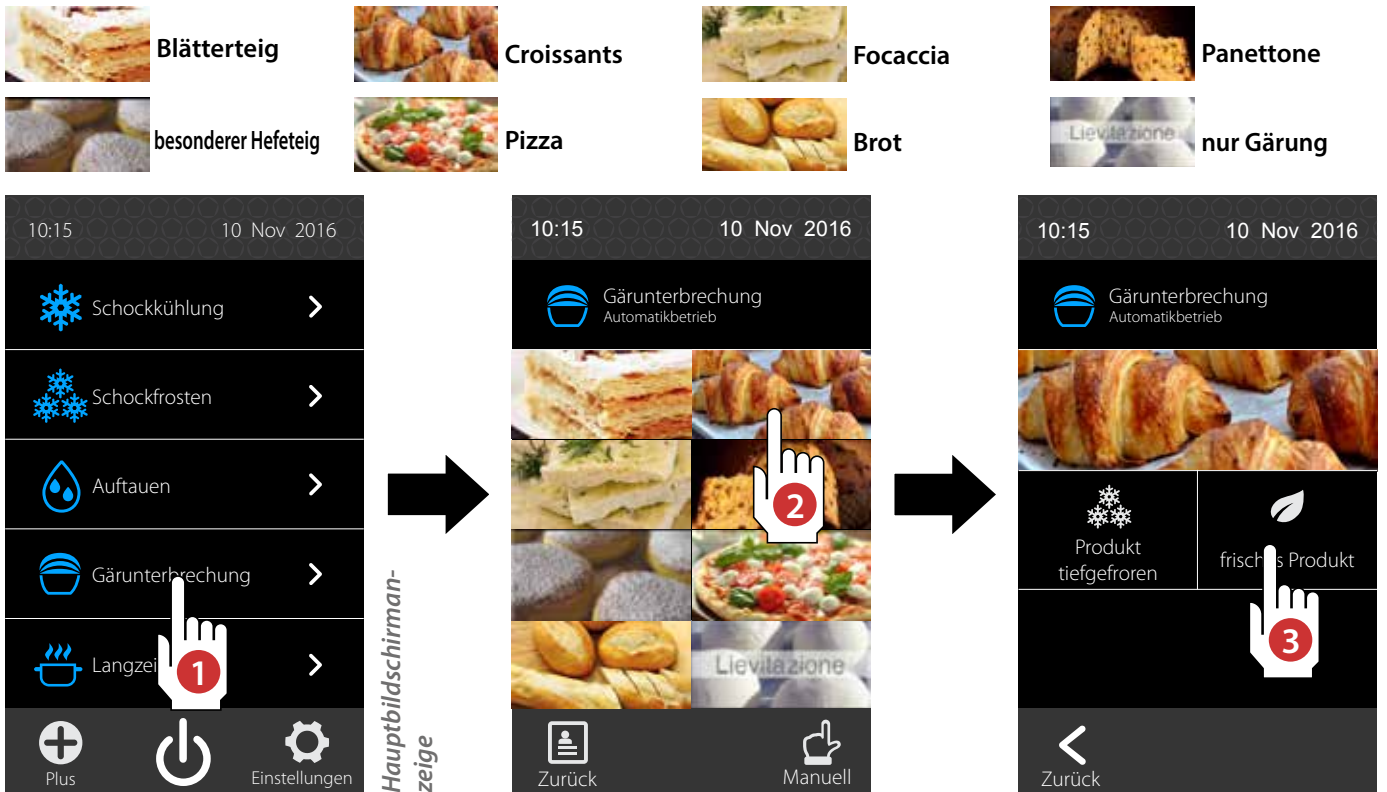 Blätterteig
Croissants
Focaccia
Panettone
besonderer Hefeteig
Pizza
Brot
Lievitazione
nur Gärung
10:15 10 Nov 2016
Schockkühlung
Schockfrosten
Auftauen
Gärunterbrechung
Langzei
1
Plus
Einstellungen
Hauptbildschirman-
zeige
10:15 10 Nov 2016
Gärunterbrechung
Automatikbetrieb
2
Lievitazione
Zurück
Manuell
10:15 10 Nov 2016
Gärunterbrechung
Automatikbetrieb
Produkt
tiefgefroren
frisches Produkt
3
Zurück